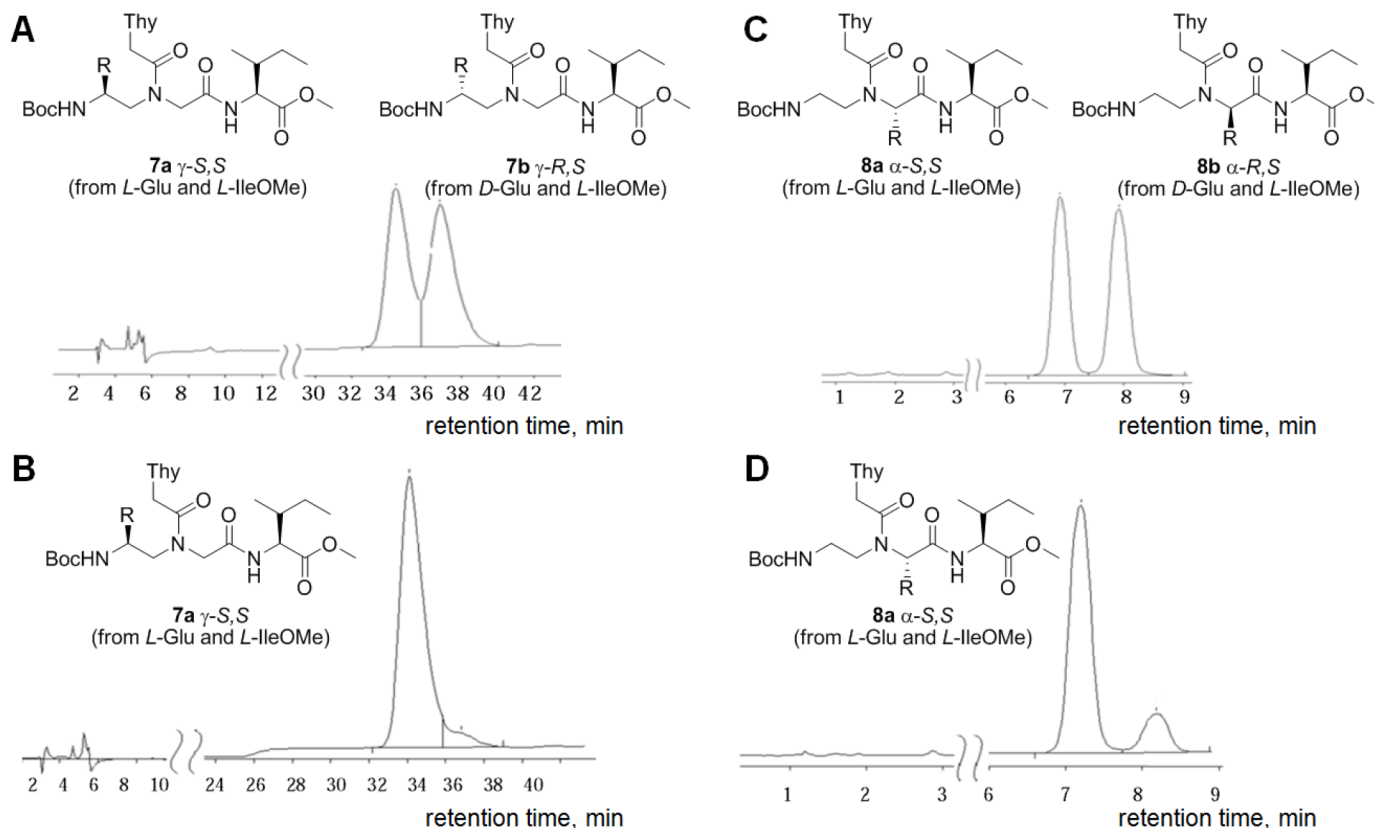 A
Thy
O
R
O
BocHN
N
N
H
O
O
7a γ-S,S
(from L-Glu and L-IleOMe)
Thy
O
R
O
BocHN
N
N
H
O
O
7b γ-R,S
(from D-Glu and L-IleOMe)
2 4 6 8 10 12 30 32 34 36 38 40 42
retention time, min
C
Thy
O
O
BocHN
N
N
H
R
O
O
8a α-S,S
(from L-Glu and L-IleOMe)
Thy
O
O
BocHN
N
N
H
R
O
O
8b α-R,S
(from D-Glu and L-IleOMe)
1 2 3 6 7 8 9
retention time, min
B
Thy
O
R
O
BocHN
N
N
H
O
O
7a γ-S,S
(from L-Glu and L-IleOMe)
2 4 6 8 10 24 26 28 30 32 34 36 38 40
retention time, min
D
Thy
O
O
BocHN
N
N
H
R
O
O
8a α-S,S
(from L-Glu and L-IleOMe)
1 2 3 6 7 8 9
retention time, min